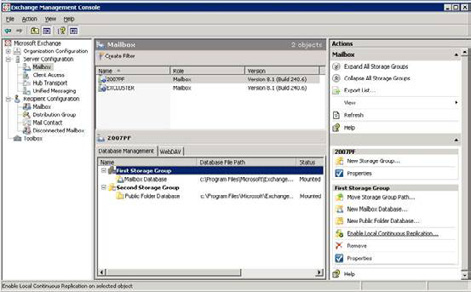 Exchange Management Console
File Action View Help
Microsoft Exchange
Organization Configuration
Server Configuration
Mailbox
Client Access
Hub Transport
Unified Messaging
Recipient Configuration
Mailbox
Distribution Group
Mail Contact
Disconnected Mailbox
Toolbox
Mailbox 2 objects
Create Filter
Name Role Version
2007PF Mailbox Version 8.1 (Build 240.6)
EXCLUSTER Mailbox Version 8.1 (Build 240.6)
2007PF
Database Management WebDAV
Name Database File Path Status
First Storage Group
Mailbox Database c:\Program Files\Microsoft\Exchange... Mounted
Second Storage Group
Public Folder Database c:\Program Files\Microsoft\Exchange... Mounted
Actions
Mailbox
Expand All Storage Groups
Collapse All Storage Groups
Export List...
View
Refresh
Help
2007PF
New Storage Group...
Properties
First Storage Group
Move Storage Group Path...
New Mailbox Database...
New Public Folder Database...
Enable Local Continuous Replication...
Remove
Properties
Help
Enable Local Continuous Replication on selected object